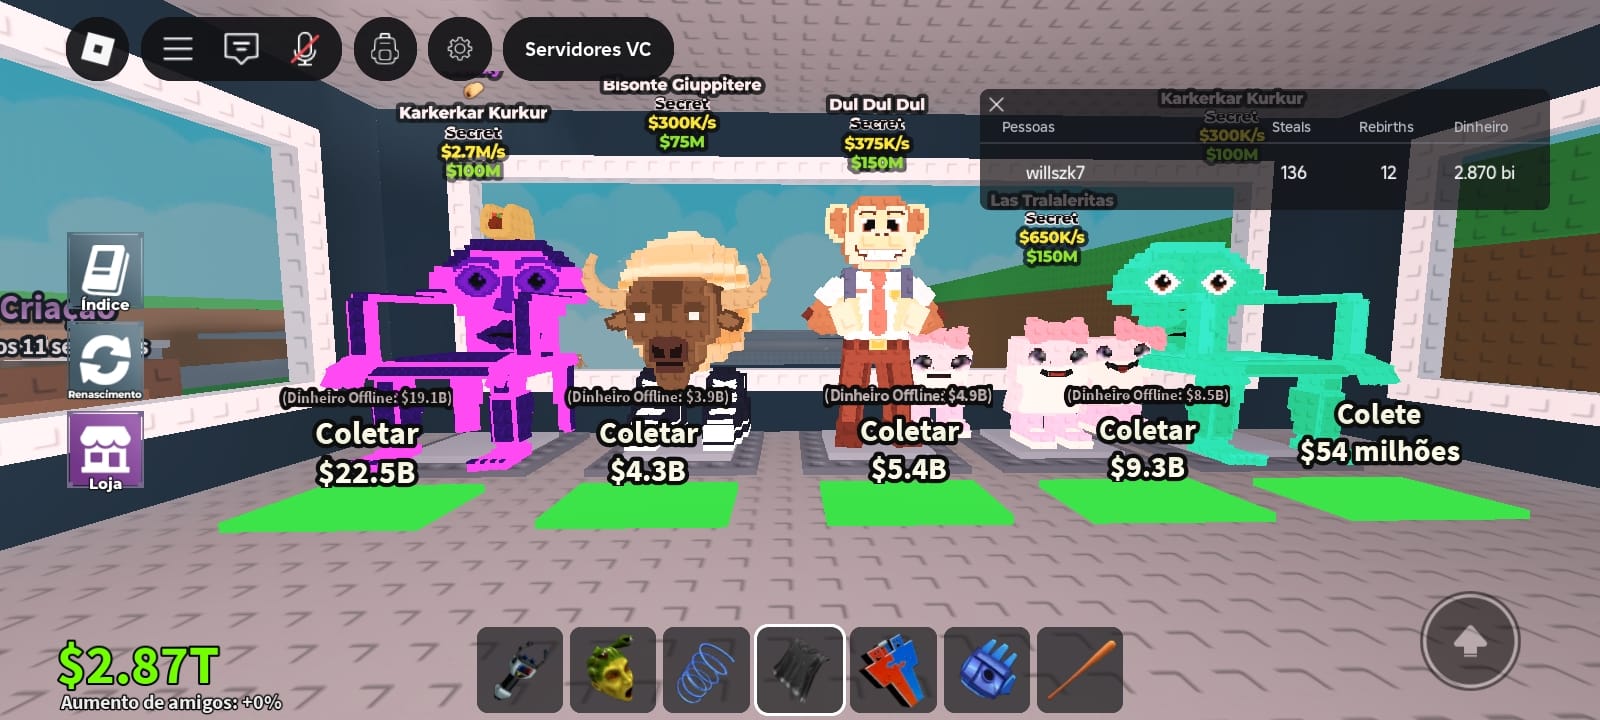 Servidores VC
Karkerkar Kurkur
Secret
$2.7M/s
$100M
Bisonte Giuppitere
Secret
$300K/s
$75M
Dul Dul Dul
Secret
$375K/s
$150M
Karkerkar Kurkur
Secret
$300K/s
$100M
Pessoas Steals Rebirths Dinheiro
willszk7 136 12 2.870 bi
Las Tralaleritas
Secret
$650K/s
$150M
Índice
Criação
os 11 se s
Renascimento
Loja
(Dinheiro Offline: $19.1B)
Coletar
$22.5B
(Dinheiro Offline: $3.9B)
Coletar
$4.3B
(Dinheiro Offline: $4.9B)
Coletar
$5.4B
(Dinheiro Offline: $8.5B)
Coletar
$9.3B
Colete
$54 milhões
$2.87T
Aumento de amigos: +0%